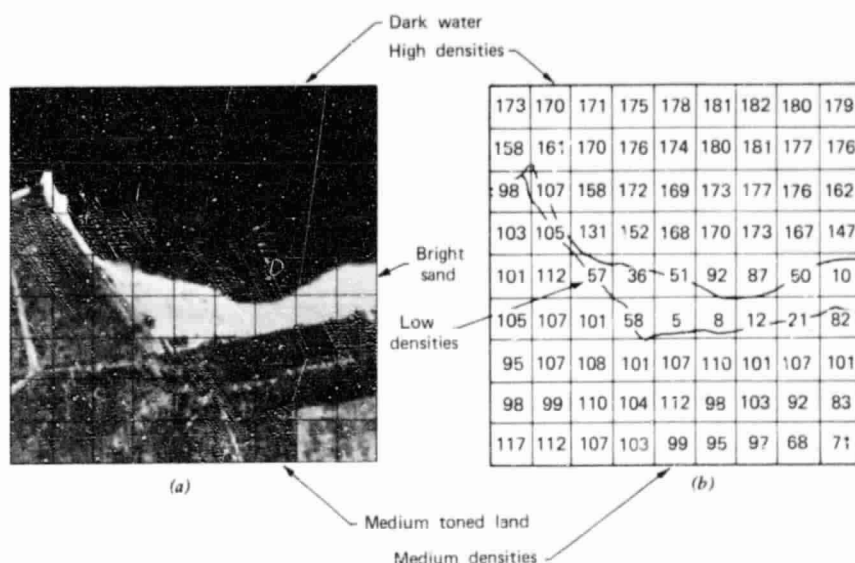 Dark water
High densities
173 170 171 175 178 181 182 180 179
158 161 170 176 174 180 181 177 176
98 107 158 172 169 173 177 176 162
103 105 131 152 168 170 173 167 147
101 112 57 36 51 92 87 50 10
Bright
sand
Low
densities
105 107 101 58 5 8 12 21 82
95 107 108 101 107 110 101 107 101
98 99 110 104 112 98 103 92 83
117 112 107 103 99 95 97 68 71
(a)
(b)
Medium toned land
Medium densities